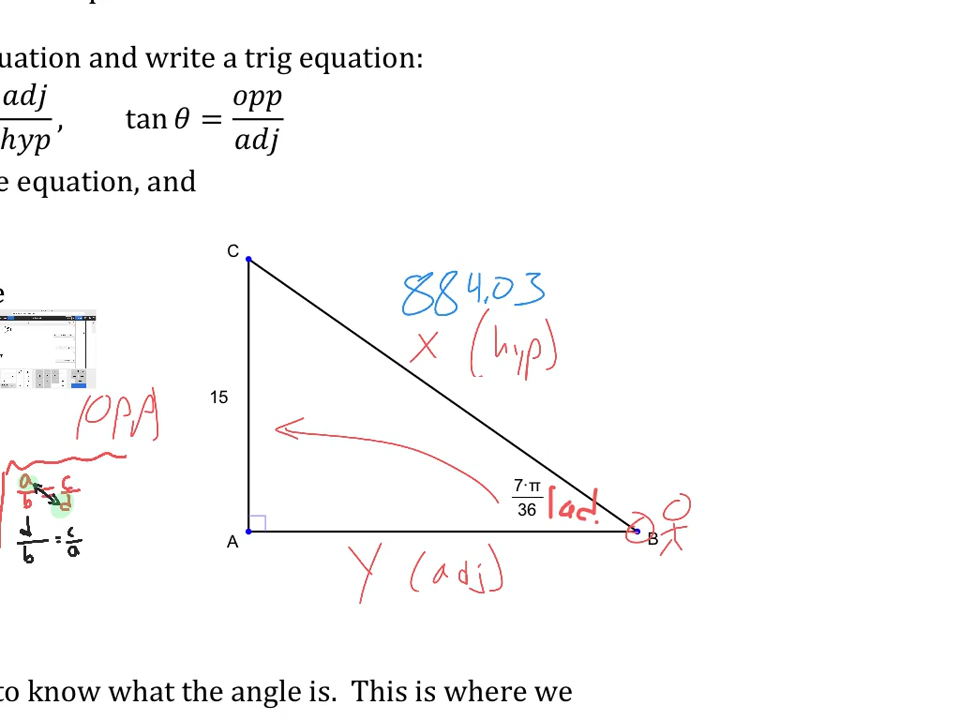 uation and write a trig equation:
adj
hyp , tan θ = opp
adj
e equation, and
C
e
884.03
x (hyp)
15
OPP
a/b = c/d
7·π
36 rad.
d/b = c/a
A
B
y (adj)
to know what the angle is. This is where we